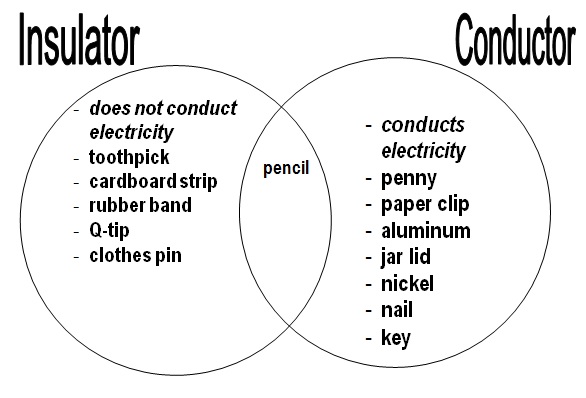 Insulator
Conductor
- does not conduct
electricity
- toothpick
- cardboard strip
- rubber band
- Q-tip
- clothes pin
pencil
- conducts
electricity
- penny
- paper clip
- aluminum
- jar lid
- nickel
- nail
- key